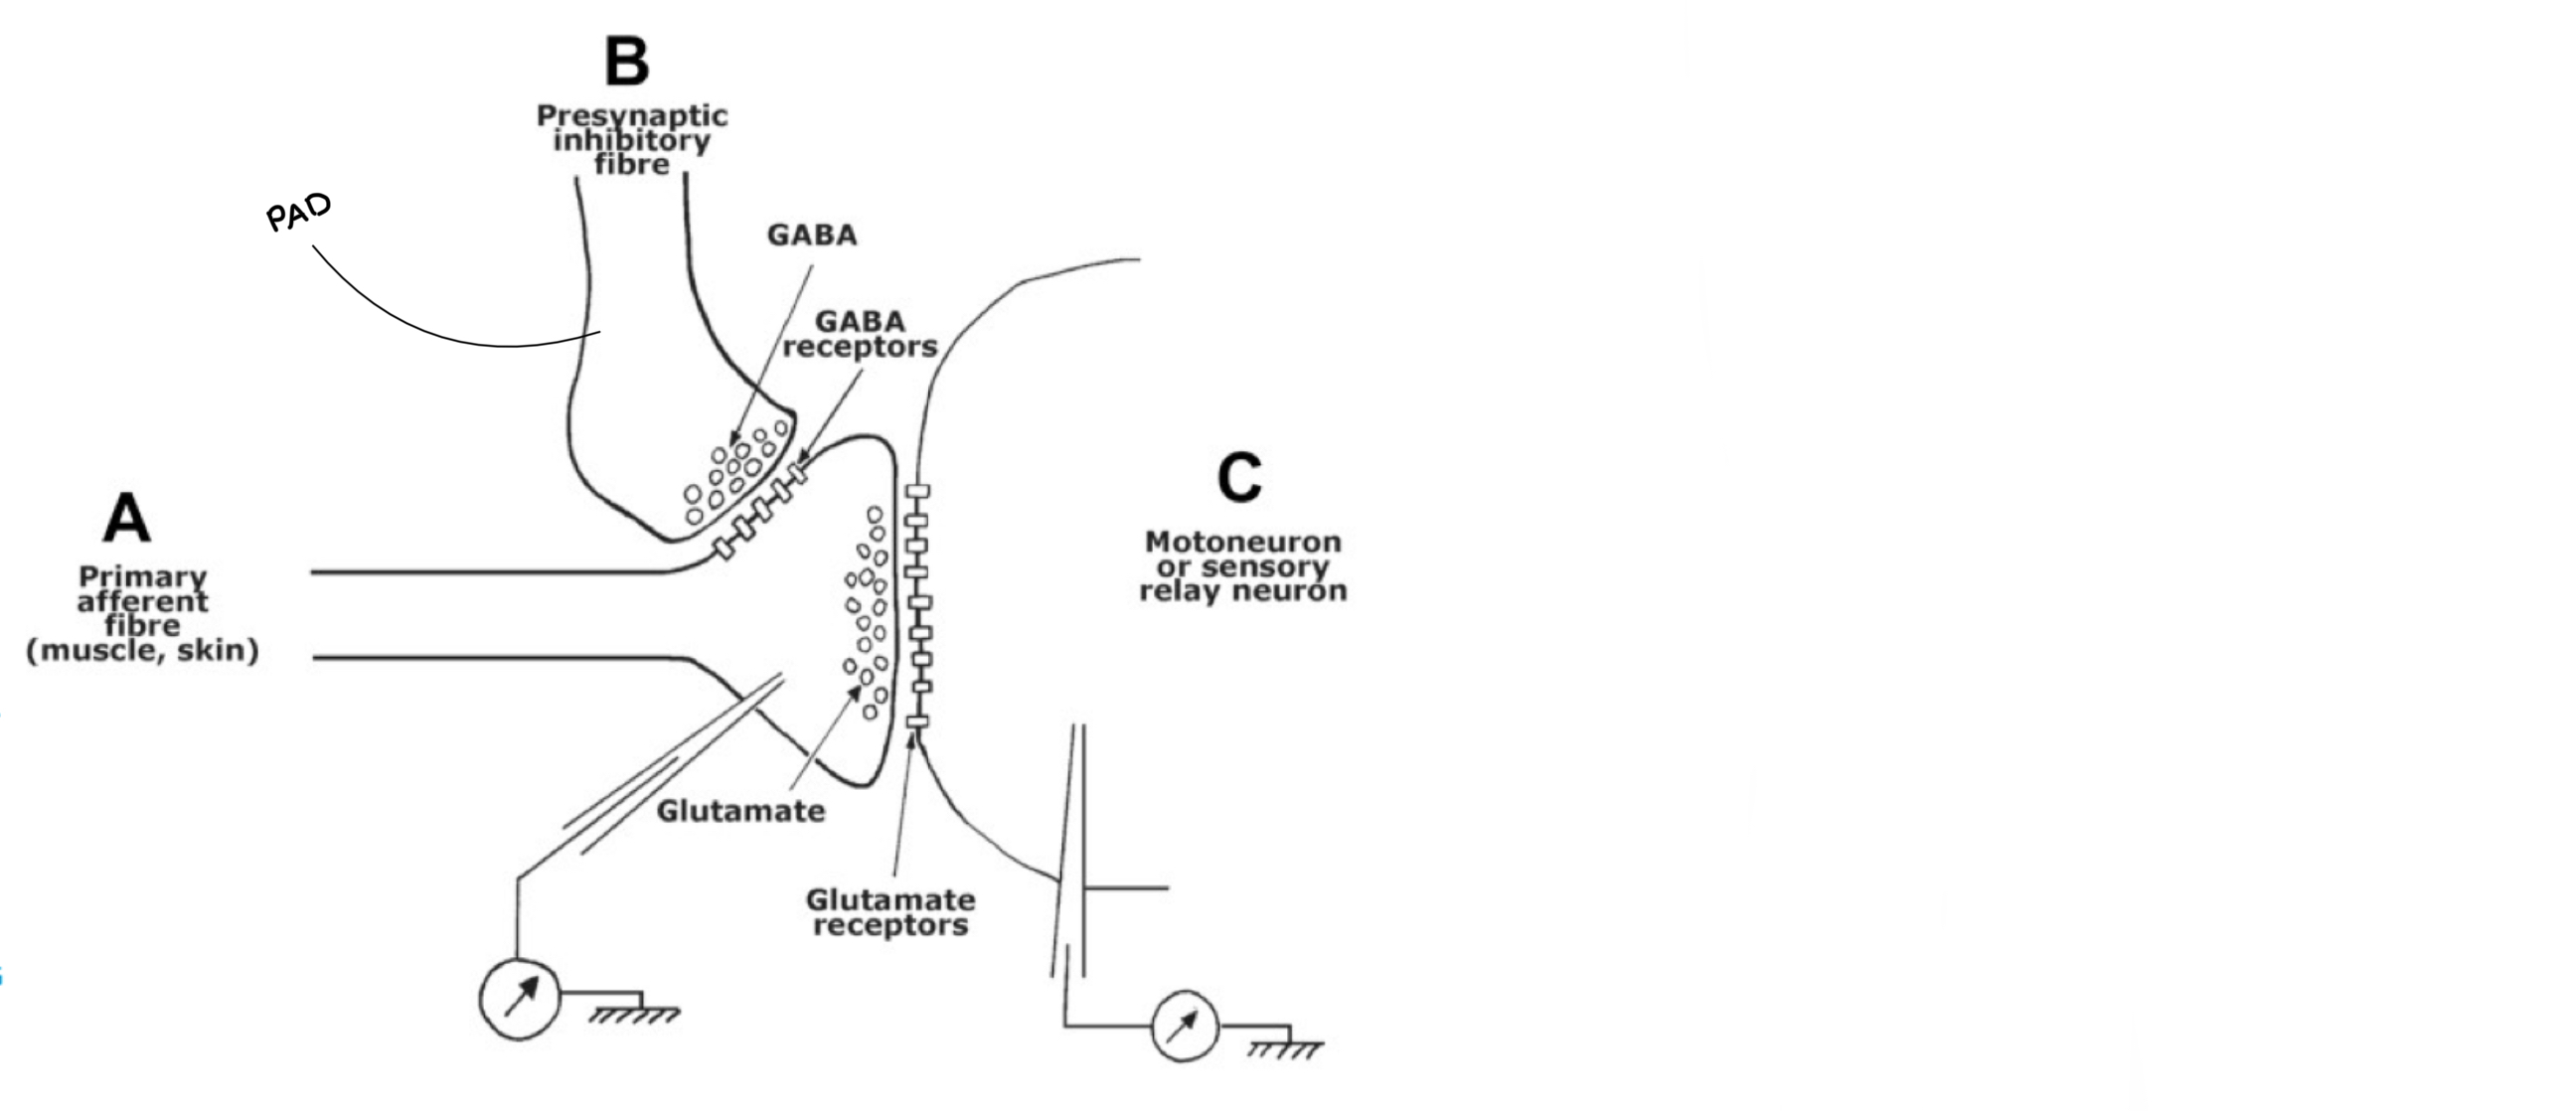 B
Presynaptic
inhibitory
fibre
PAD
GABA
GABA
receptors
A
Primary
afferent
fibre
(muscle, skin)
C
Motoneuron
or sensory
relay neuron
Glutamate
Glutamate
receptors